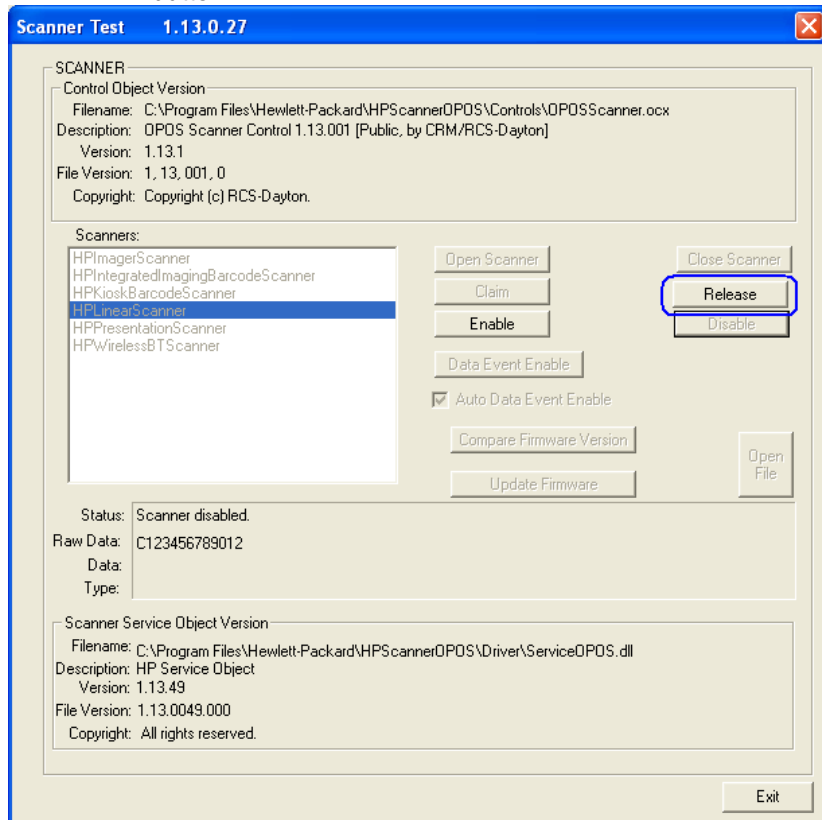 Scanner Test 1.13.0.27
SCANNER
Control Object Version
Filename: C:\Program Files\Hewlett-Packard\HPScannerOPOS\Controls\OPOSScanner.ocx
Description: OPOS Scanner Control 1.13.001 [Public, by CRM/RCS-Dayton]
Version: 1.13.1
File Version: 1, 13, 001, 0
Copyright: Copyright (c) RCS-Dayton.
Scanners:
HPImagerScanner
HPIntegratedImagingBarcodeScanner
HPKioskBarcodeScanner
HPLinearScanner
HPPresentationScanner
HPWirelessBTScanner
Open Scanner Close Scanner
Claim Release
Enable Disable
Data Event Enable
Auto Data Event Enable
Compare Firmware Version
Open File
Update Firmware
Status: Scanner disabled.
Raw Data: C123456789012
Data:
Type:
Scanner Service Object Version
Filename: C:\Program Files\Hewlett-Packard\HPScannerOPOS\Driver\ServiceOPOS.dll
Description: HP Service Object
Version: 1.13.49
File Version: 1.13.0049.000
Copyright: All rights reserved.
Exit